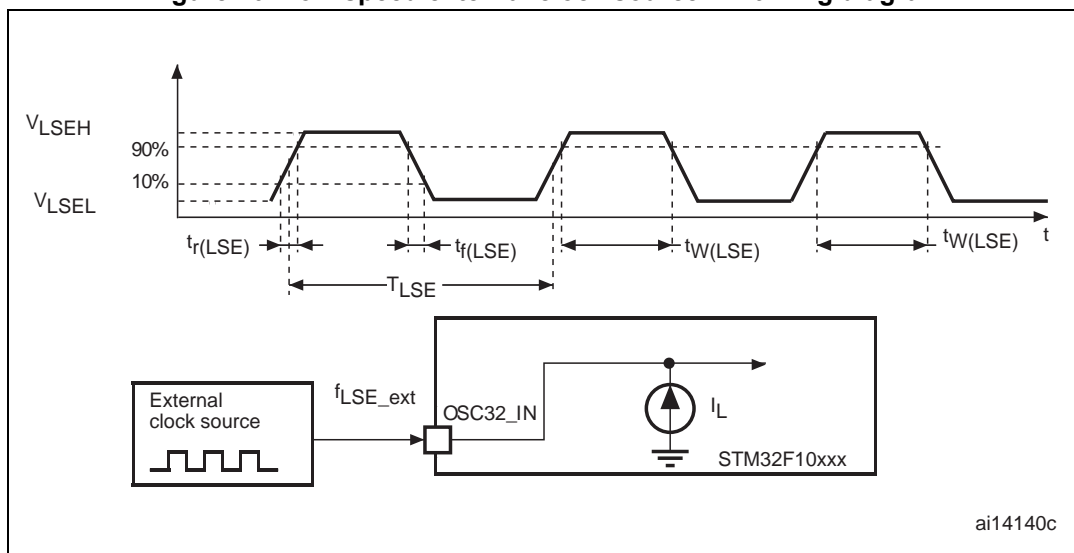 VLSEH
90%
10%
VLSEL
tr(LSE)
tf(LSE)
tW(LSE)
tW(LSE)
t
TLSE
External
clock source
fLSE_ext
OSC32_IN
IL
STM32F10xxx
ai14140c